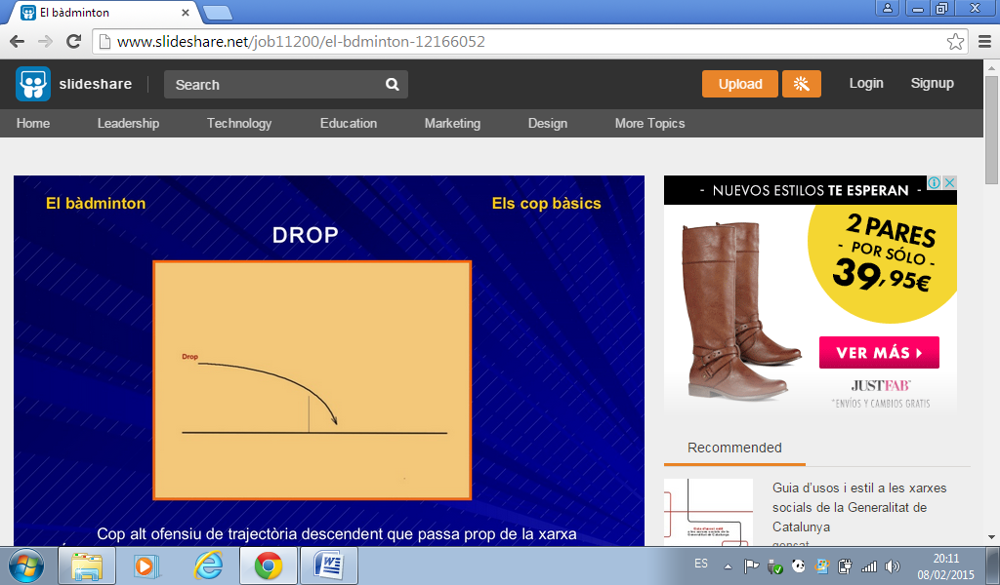 El bàdminton
www.slideshare.net/job11200/el-bdminton-12166052
slideshare
Search
Upload
Login
Signup
Home
Leadership
Technology
Education
Marketing
Design
More Topics
El bàdminton
Els cop bàsics
DROP
Drop
Cop alt ofensiu de trajectòria descendent que passa prop de la xarxa
- NUEVOS ESTILOS TE ESPERAN -
2 PARES
- POR SÓLO -
39,95€
VER MÁS
JUSTFAB
*ENVÍOS Y CAMBIOS GRATIS
Recommended
Guia d'usos i estil a les xarxes
socials de la Generalitat de
Catalunya
gencat
ES
20:11
08/02/2015